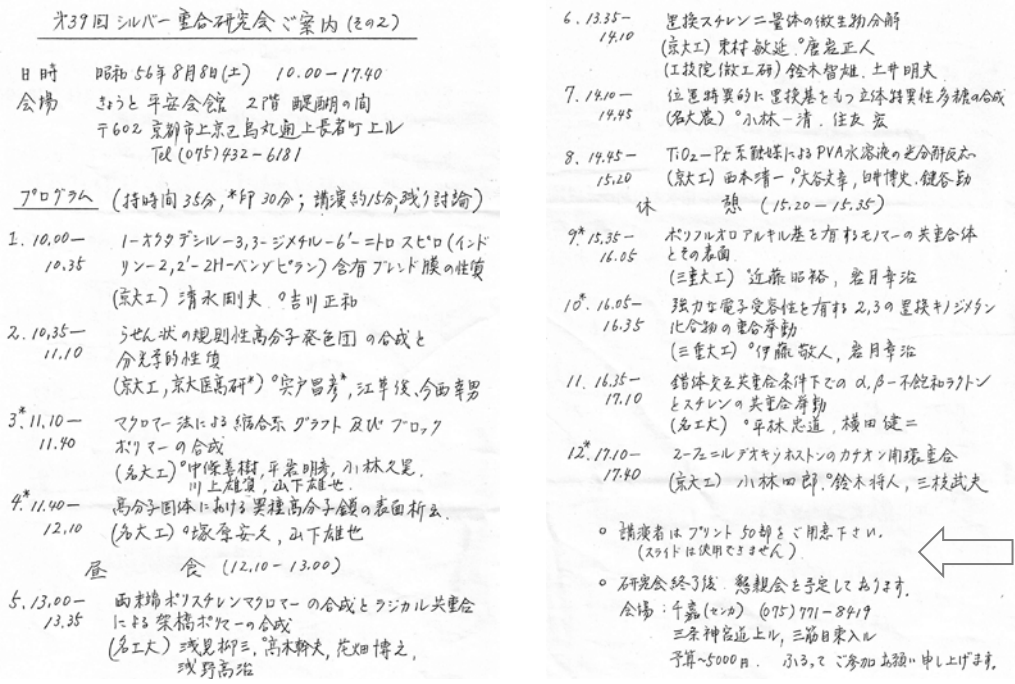 第39回 シルバー重合研究会ご案内(その2)
日時 昭和56年8月8日(土) 10.00-17.40
会場 きょうと平安会館 2階 醍醐の間
〒602 京都市上京区烏丸通上長者町上ル
Tel (075) 432-6181
プログラム (持時間35分, *印30分; 講演約15分, 残り討論)
1. 10.00- 1-オクタデシル-3,3-ジメチル-6'-ニトロスピロ(インド
10.35 リン-2,2'-2H-ベンゾピラン)含有ブレンド膜の性質
(京大工) 清水剛夫. °吉川正和
2. 10.35- らせん状の規則性高分子発色団の合成と
11.10 分光学的性質
(京大工, 京大医高研*) °宍戸昌彦*, 江草俊, 今西幸男
3.* 11.10- マクロマー法による縮合系グラフト及びブロック
11.40 ポリマーの合成
(名大工) °中條善樹, 平岩明彦, 小林久晃,
川上雄資, 山下雄也.
4.* 11.40- 高分子固体における異種高分子鎖の表面析出.
12.10 (名大工) °塚原安久, 山下雄也
昼 食 (12.10-13.00)
5. 13.00- 両末端ポリスチレンマクロマーの合成とラジカル共重合
13.35 による架橋ポリマーの合成
(名工大) 浅見柳三, °高木幹夫, 花畑博之,
浅野高治
6. 13.35- 置換スチレン二量体の微生物分解
14.10 (京大工) 東村敏延. °唐岩正人
(工技院微工研) 鈴木智雄. 土井明夫.
7. 14.10- 位置特異的に置換基をもつ立体特異性多糖の合成
14.45 (名大農) °小林一清. 住友宏
8. 14.45- TiO2-Pt系触媒によるPVA水溶液の光分解反応
15.20 (京大工) 西本清一, °大谷文章, 臼井博史. 鍵谷勤
休 憩 (15.20-15.35)
9.* 15.35- ポリフルオロアルキル基を有するモノマーの共重合体
16.05 とその表面.
(三重大工) °近藤昭裕, 岩月章治
10.* 16.05- 強力な電子受容性を有する2,3の置換キノジメタン
16.35 化合物の重合挙動
(三重大工) °伊藤敬人, 岩月章治
11. 16.35- 錯体交互共重合条件下でのα,β-不飽和ラクトン
17.10 とスチレンの共重合挙動
(名工大) °平林忠道, 横田健二
12.* 17.10- 2-フェニルデオキソホストンのカチオン開環重合
17.40 (京大工) 小林四郎. °鈴木将人, 三枝武夫
° 講演者はプリント50部をご用意下さい.
(スライドは使用できません)
° 研究会終了後. 懇親会を予定してあります.
会場:千嘉(センカ) (075) 771-8419
三条神宮道上ル, 三筋目東入ル
予算~5000円. ふるってご参加お願い申し上げます.